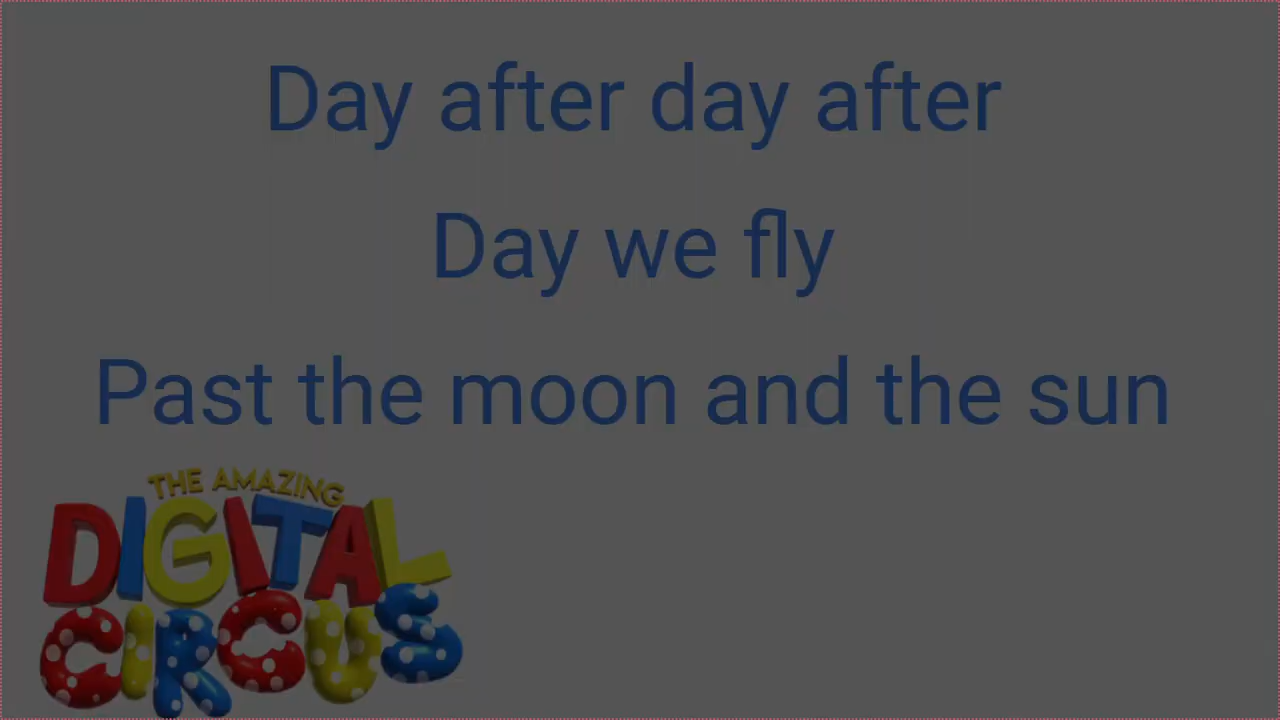 Day after day after
Day we fly
Past the moon and the sun
THE AMAZING
DIGITAL
CIRCUS